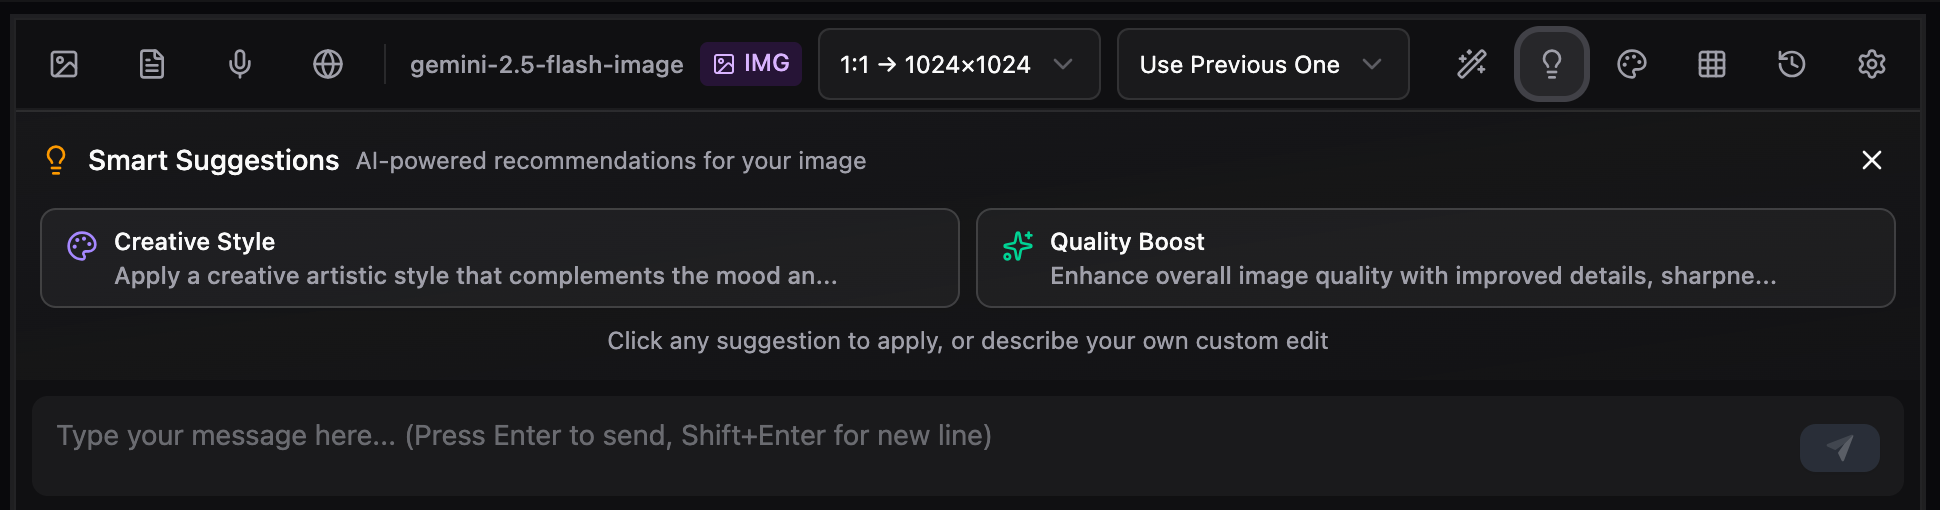 gemini-2.5-flash-image IMG 1:1 → 1024×1024 Use Previous One
Smart Suggestions AI-powered recommendations for your image
Creative Style
Apply a creative artistic style that complements the mood an...
Quality Boost
Enhance overall image quality with improved details, sharpne...
Click any suggestion to apply, or describe your own custom edit
Type your message here... (Press Enter to send, Shift+Enter for new line)